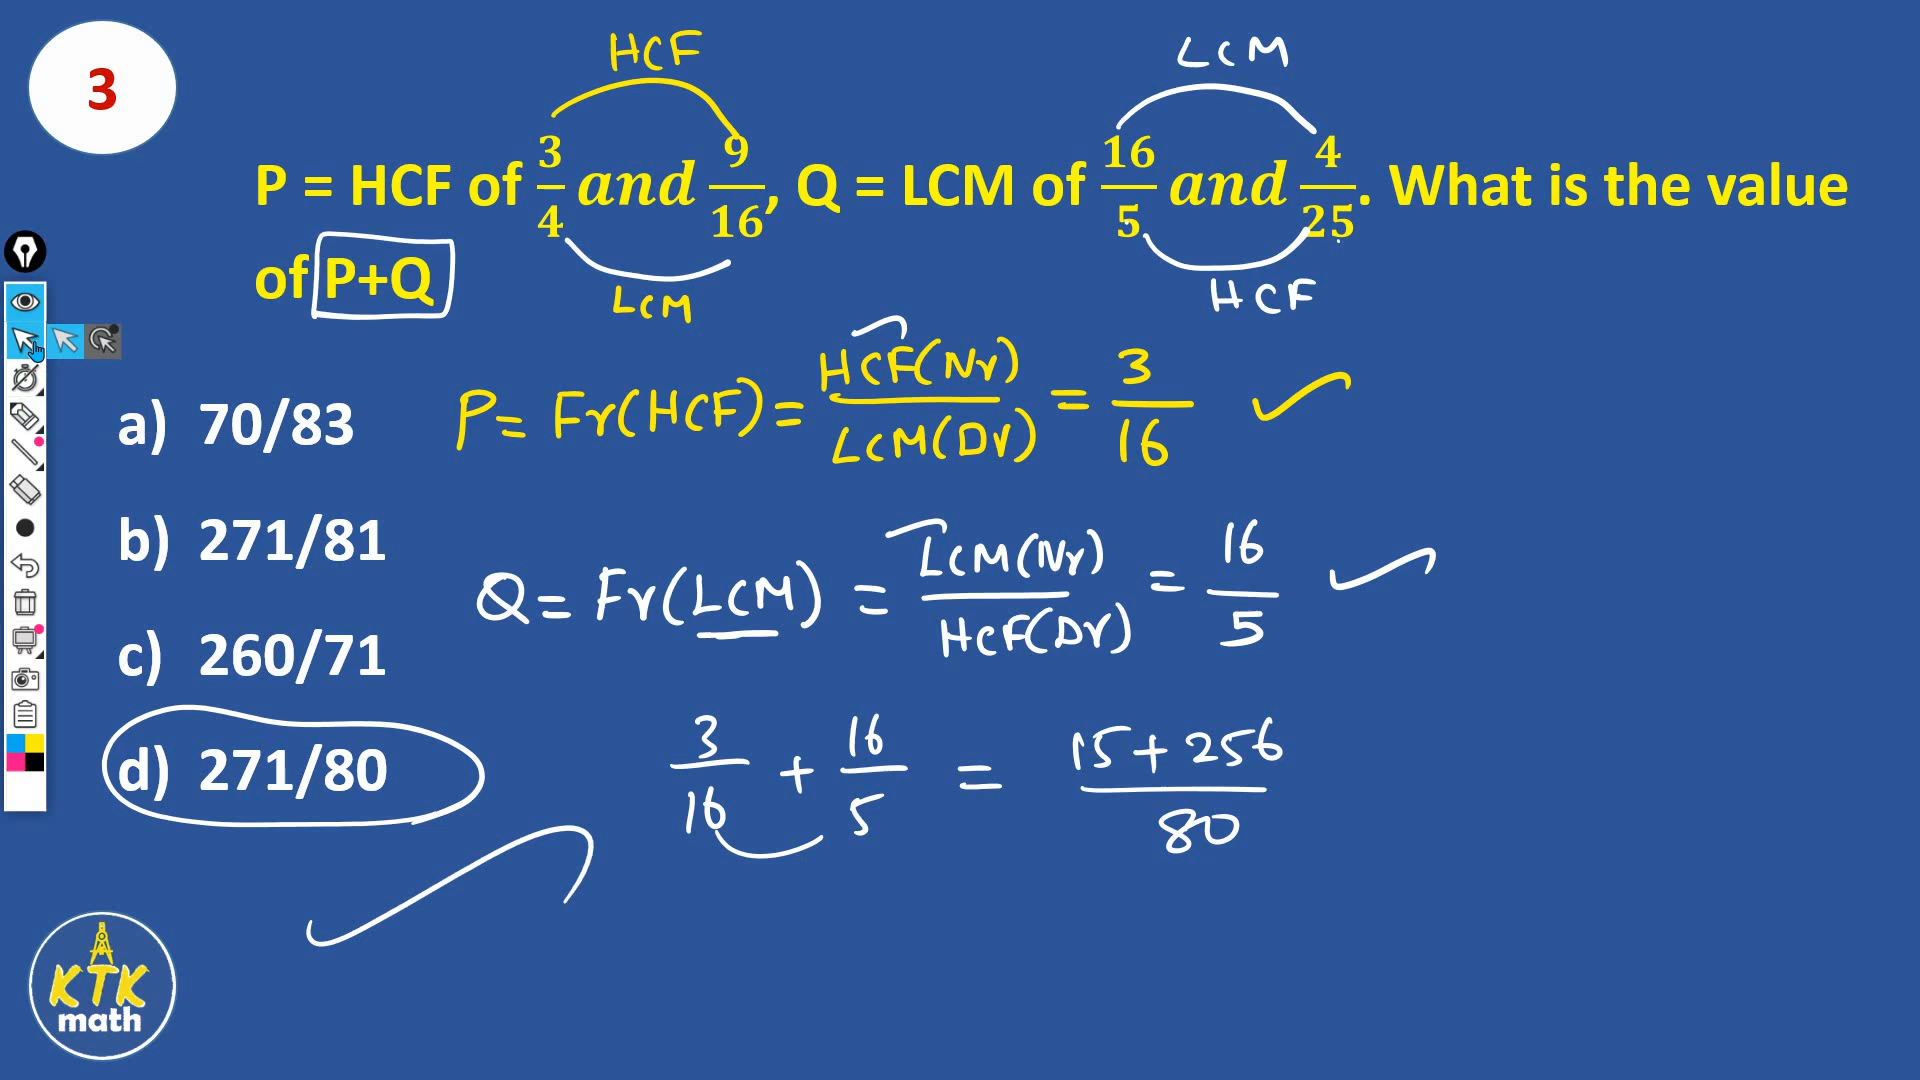 3
HCF
LCM
P = HCF of 3/4 and 9/16, Q = LCM of 16/5 and 4/25. What is the value
of P+Q
LCM
HCF
a) 70/83
b) 271/81
c) 260/71
d) 271/80
P = Fr(HCF) = HCF(Nr)/LCM(Dr) = 3/16
Q = Fr(LCM) = LCM(Nr)/HCF(Dr) = 16/5
3/16 + 16/5 = 15+256/80
KTK
math